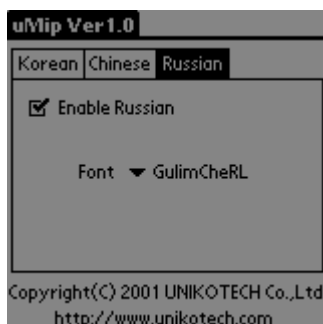 uMip Ver1.0
Korean Chinese Russian
Enable Russian
Font GulimCheRL
Copyright(C) 2001 UNIKOTECH Co.,Ltd
http://www.unikotech.com